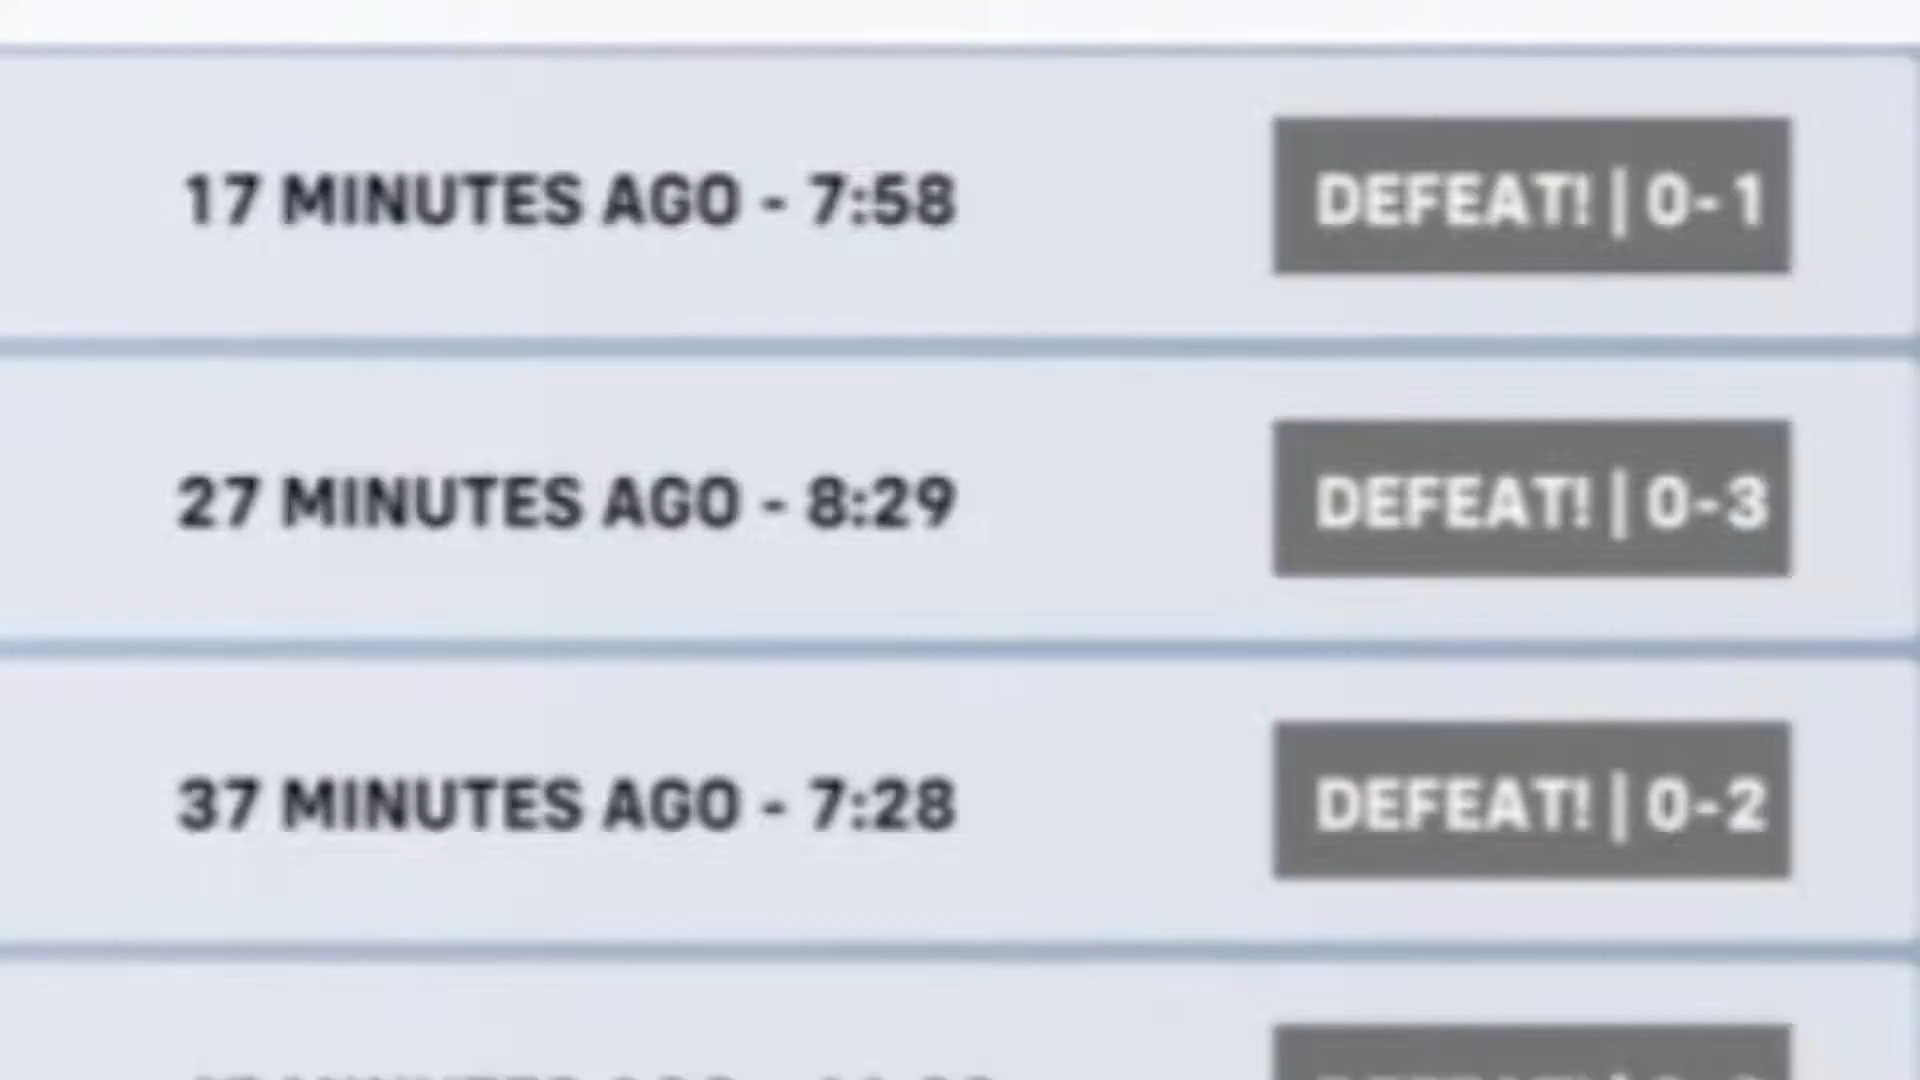 17 MINUTES AGO - 7:58 DEFEAT! | 0-1
27 MINUTES AGO - 8:29 DEFEAT! | 0-3
37 MINUTES AGO - 7:28 DEFEAT! | 0-2